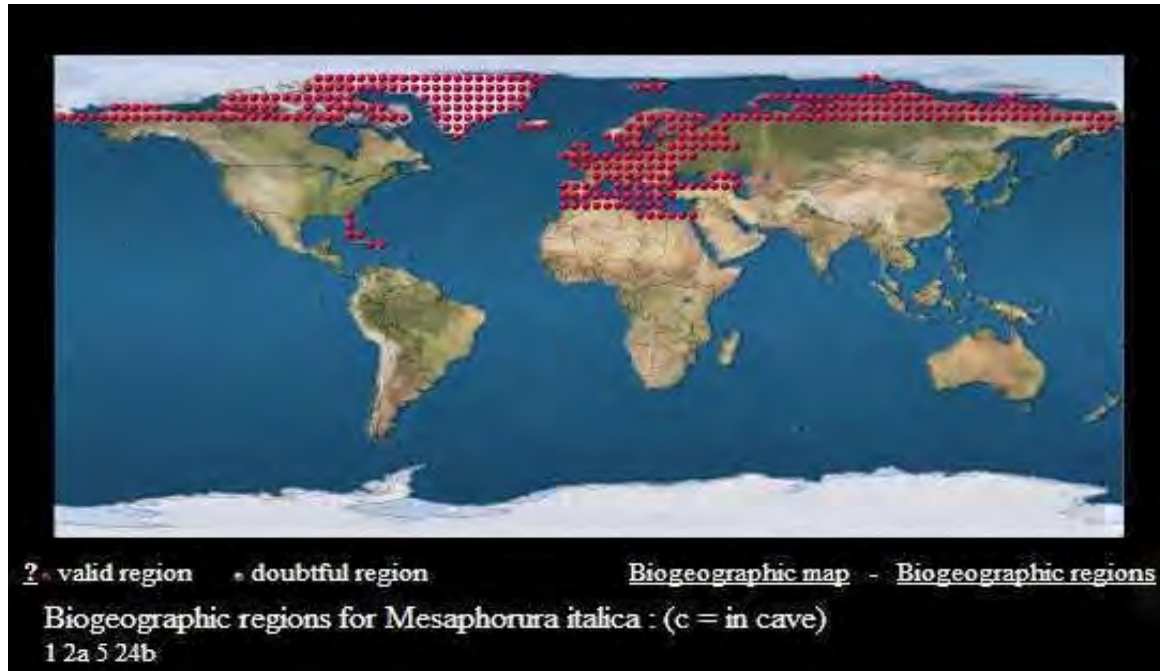 ? valid region doubtful region Biogeographic map - Biogeographic regions
Biogeographic regions for Mesaphorura italica : (c = in cave)
1 2a 5 24b